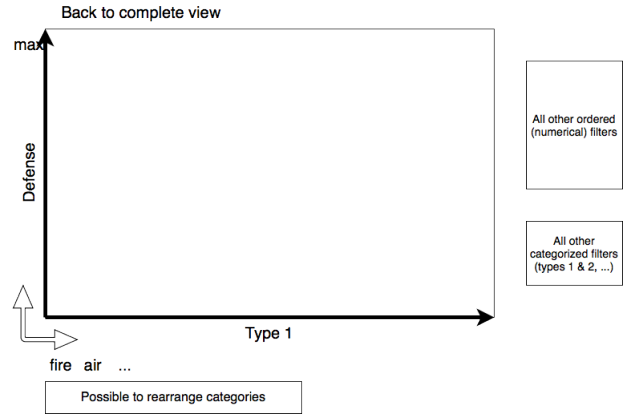 Back to complete view
max
Defense
All other ordered
(numerical) filters
All other
categorized filters
(types 1 & 2, ...)
Type 1
fire air ...
Possible to rearrange categories